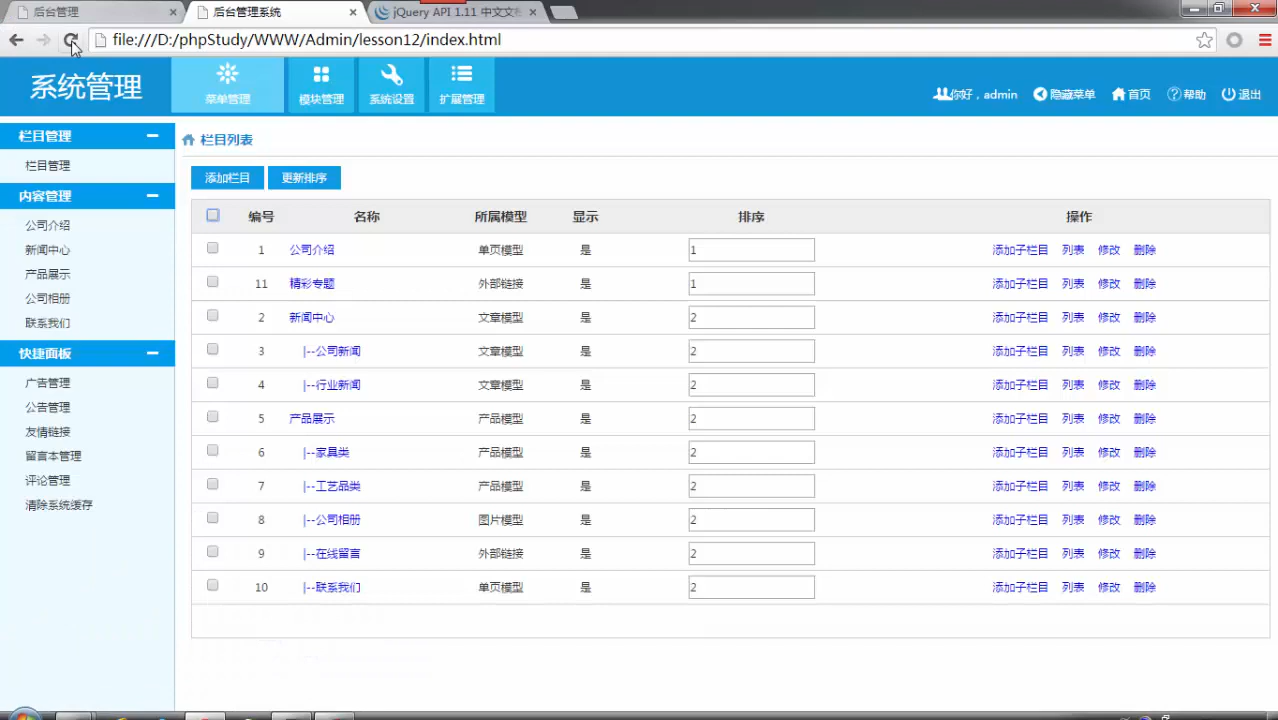 后台管理 后台管理系统 jQuery API 1.11 中文文
file:///D:/phpStudy/WWW/Admin/lesson12/index.html
系统管理 菜单管理 模块管理 系统设置 扩展管理 你好，admin 隐藏菜单 首页 帮助 退出
栏目管理
栏目管理
内容管理
公司介绍
新闻中心
产品展示
公司相册
联系我们
快捷面板
广告管理
公告管理
友情链接
留言本管理
评论管理
清除系统缓存
栏目列表
添加栏目 更新排序
编号 名称 所属模型 显示 排序 操作
1 公司介绍 单页模型 是 1 添加子栏目 列表 修改 删除
11 精彩专题 外部链接 是 1 添加子栏目 列表 修改 删除
2 新闻中心 文章模型 是 2 添加子栏目 列表 修改 删除
3 |--公司新闻 文章模型 是 2 添加子栏目 列表 修改 删除
4 |--行业新闻 文章模型 是 2 添加子栏目 列表 修改 删除
5 产品展示 产品模型 是 2 添加子栏目 列表 修改 删除
6 |--家具类 产品模型 是 2 添加子栏目 列表 修改 删除
7 |--工艺品类 产品模型 是 2 添加子栏目 列表 修改 删除
8 |--公司相册 图片模型 是 2 添加子栏目 列表 修改 删除
9 |--在线留言 外部链接 是 2 添加子栏目 列表 修改 删除
10 |--联系我们 单页模型 是 2 添加子栏目 列表 修改 删除